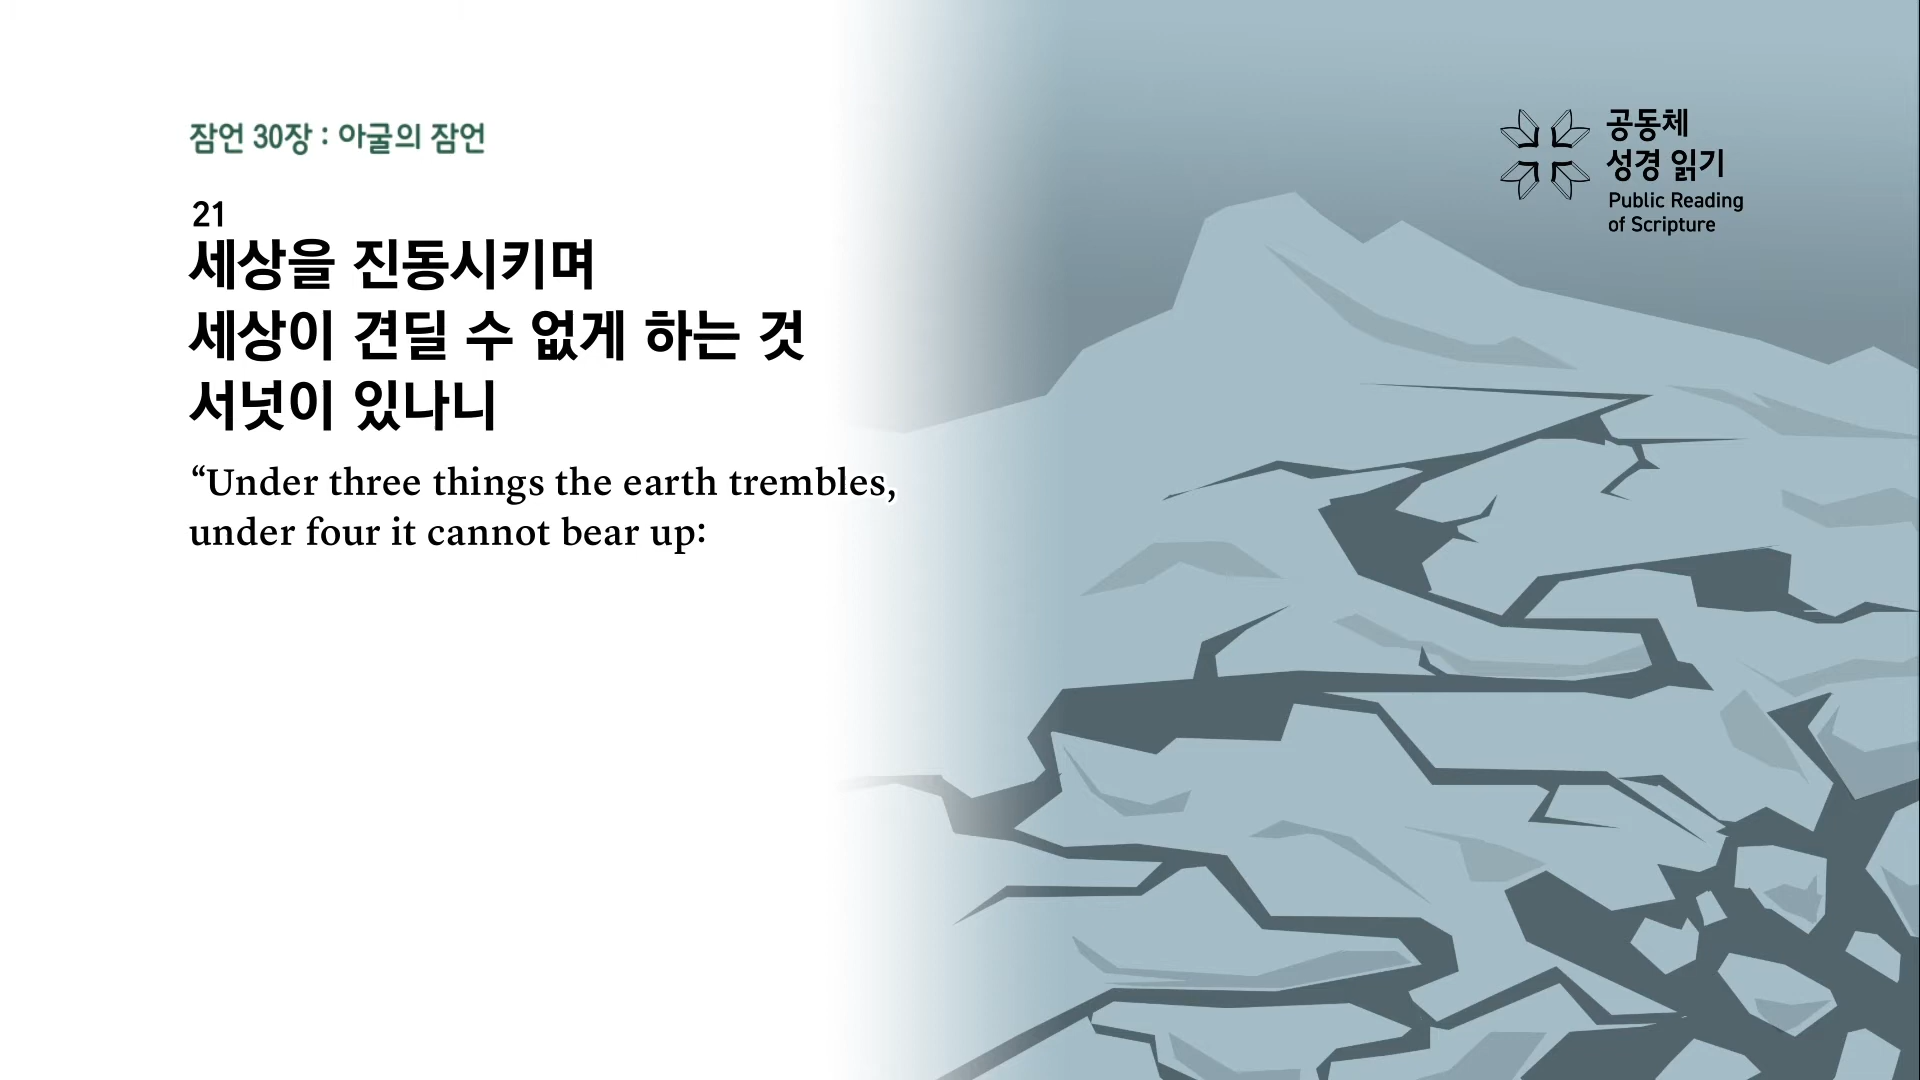 잠언 30장 : 아굴의 잠언
21
세상을 진동시키며
세상이 견딜 수 없게 하는 것
서넛이 있나니
“Under three things the earth trembles,
under four it cannot bear up:
공동체
성경 읽기
Public Reading
of Scripture